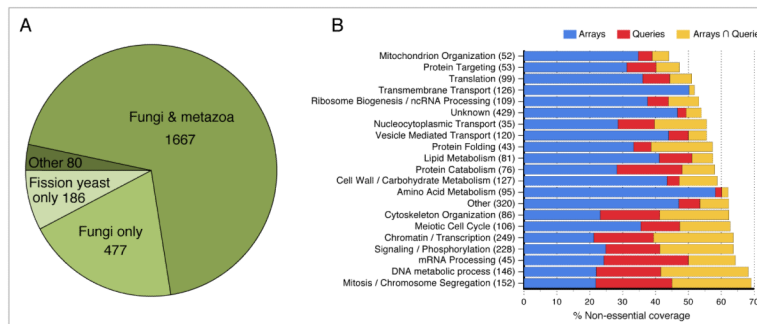 A
Fungi & metazoa
1667
Other 80
Fission yeast
only 186
Fungi only
477
B
Arrays Queries Arrays ∩ Querie
Mitochondrion Organization (52)
Protein Targeting (53)
Translation (99)
Transmembrane Transport (126)
Ribosome Biogenesis / ncRNA Processing (109)
Unknown (429)
Nucleocytoplasmic Transport (35)
Vesicle Mediated Transport (120)
Protein Folding (43)
Lipid Metabolism (81)
Protein Catabolism (76)
Cell Wall / Carbohydrate Metabolism (127)
Amino Acid Metabolism (95)
Other (320)
Cytoskeleton Organization (86)
Meiotic Cell Cycle (106)
Chromatin / Transcription (249)
Signaling / Phosphorylation (228)
mRNA Processing (45)
DNA metabolic process (146)
Mitosis / Chromosome Segregation (152)
0 10 20 30 40 50 60 70
% Non-essential coverage